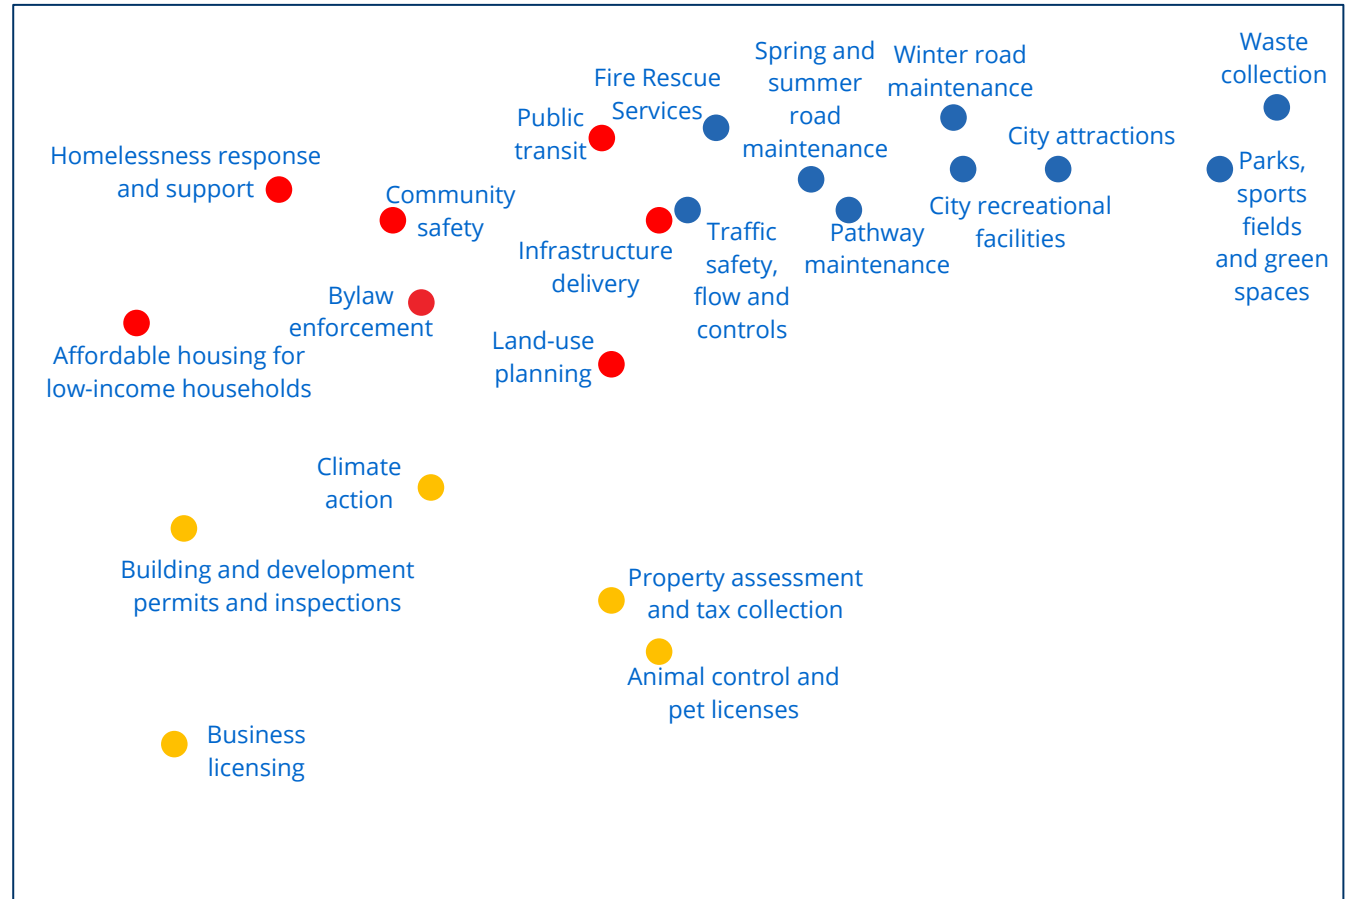 Waste
collection
Spring and
summer
road
maintenance
Winter road
maintenance
Fire Rescue
Services
Public
transit
City attractions
Homelessness response
and support
Parks,
sports
fields
and green
spaces
Community
safety
City recreational
facilities
Traffic
safety,
flow and
controls
Pathway
maintenance
Infrastructure
delivery
Bylaw
enforcement
Land-use
planning
Affordable housing for
low-income households
Climate
action
Building and development
permits and inspections
Property assessment
and tax collection
Animal control and
pet licenses
Business
licensing